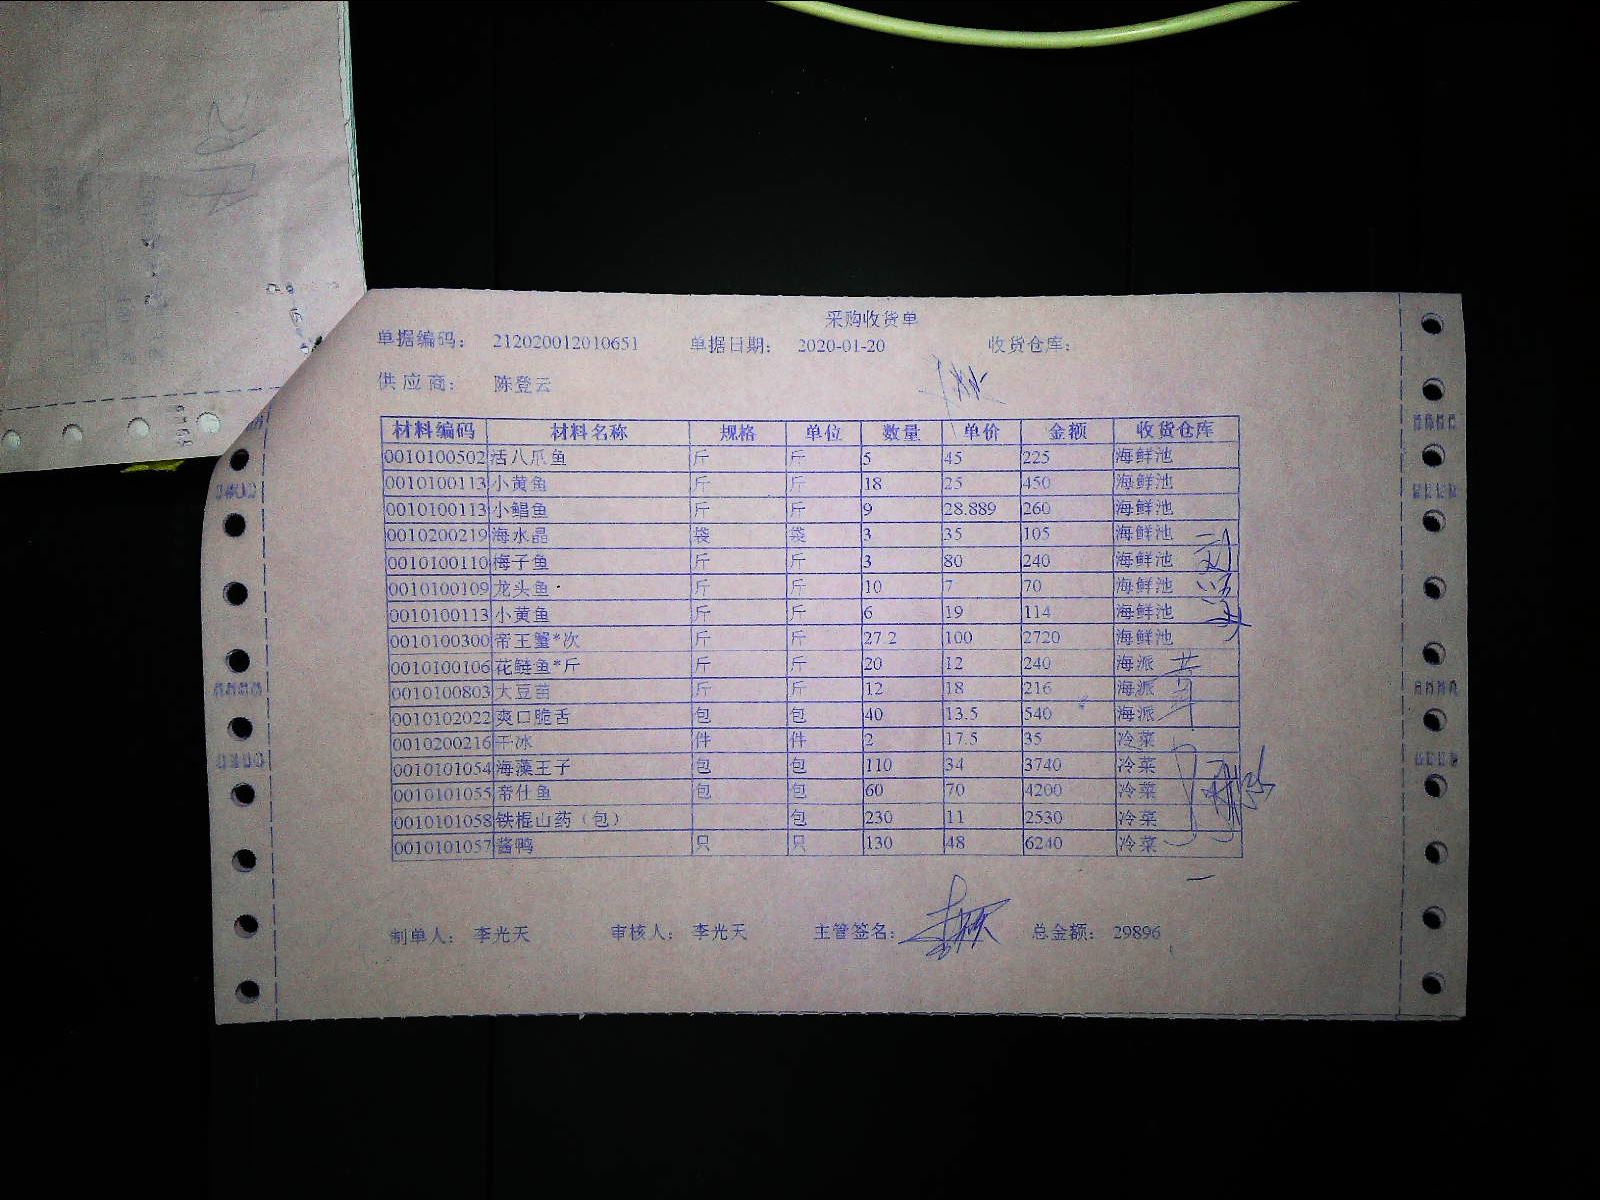 采购收货单
单据编码： 212020012010651 单据日期： 2020-01-20 收货仓库：
供应商： 陈登云
材料编码 材料名称 规格 单位 数量 单价 金额 收货仓库
0010100502 活八爪鱼 斤 斤 5 45 225 海鲜池
0010100113 小黄鱼 斤 斤 18 25 450 海鲜池
0010100113 小鲳鱼 斤 斤 9 28.889 260 海鲜池
0010200219 海水晶 袋 袋 3 35 105 海鲜池
0010100110 梅子鱼 斤 斤 3 80 240 海鲜池
0010100109 龙头鱼 斤 斤 10 7 70 海鲜池
0010100113 小黄鱼 斤 斤 6 19 114 海鲜池
0010100300 帝王蟹*次 斤 斤 27.2 100 2720 海鲜池
0010100106 花鲢鱼*斤 斤 斤 20 12 240 海派
0010100803 大豆苗 斤 斤 12 18 216 海派
0010102022 爽口脆舌 包 包 40 13.5 540 海派
0010200216 干冰 件 件 2 17.5 35 冷菜
0010101054 海藻王子 包 包 110 34 3740 冷菜
0010101055 帝仕鱼 包 包 60 70 4200 冷菜
0010101058 铁棍山药（包） 包 230 11 2530 冷菜
0010101057 酱鸭 只 只 130 48 6240 冷菜
制单人： 李光天 审核人： 李光天 主管签名： 总金额： 29896